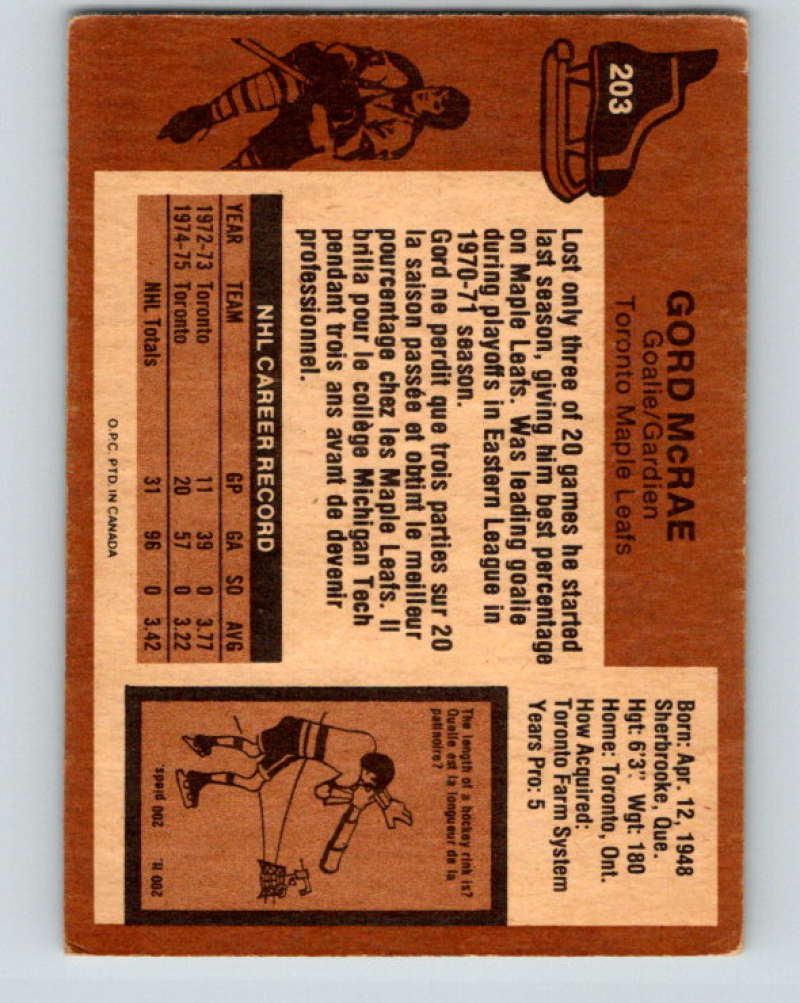 203
GORD McRAE
Goalie/Gardien
Toronto Maple Leafs
Born: Apr. 12, 1948
Sherbrooke, Que.
Hgt: 6'3". Wgt: 180
Home: Toronto, Ont.
How Acquired:
Toronto Farm System
Years Pro: 5
Lost only three of 20 games he started
last season, giving him best percentage
on Maple Leafs. Was leading goalie
during playoffs in Eastern League in
1970-71 season.
Gord ne perdit que trois parties sur 20
la saison passée et obtint le meilleur
pourcentage chez les Maple Leafs. Il
brilla pour le collège Michigan Tech
pendant trois ans avant de devenir
professionnel.
NHL CAREER RECORD
YEAR TEAM GP GA SO AVG
1972-73 Toronto 11 39 0 3.77
1974-75 Toronto 20 57 0 3.22
NHL Totals 31 96 0 3.42
The length of a hockey rink is?
Quelle est la longueur de la
patinoire?
200 ft.
200 pieds.
O.P.C. PTD. IN CANADA